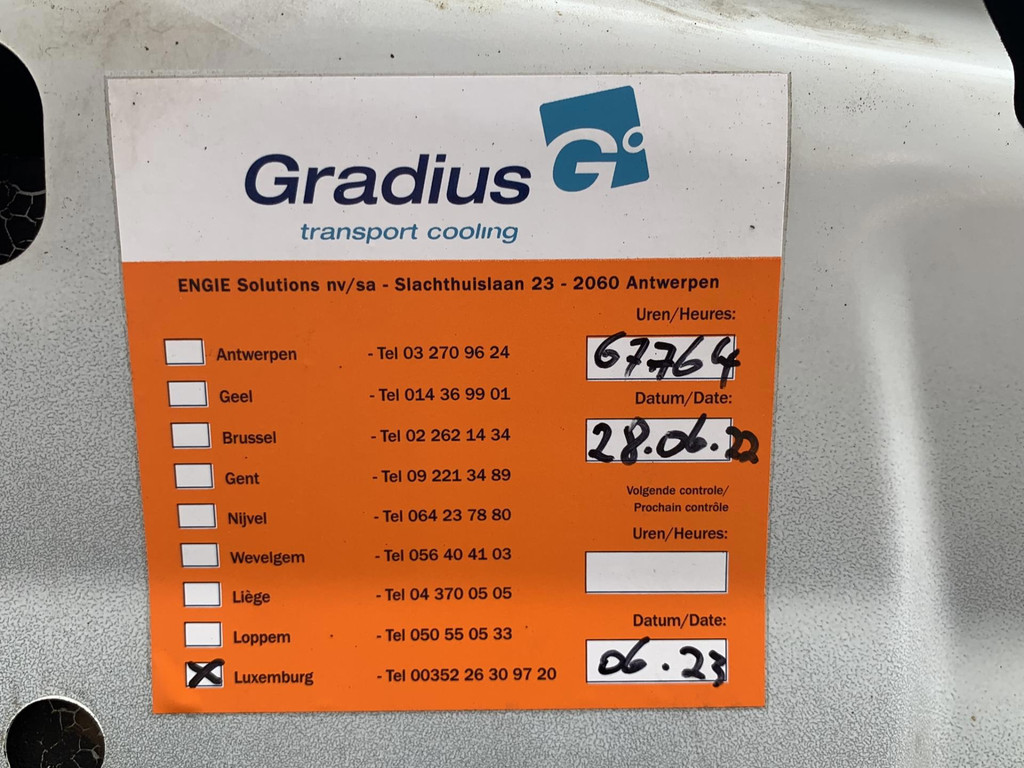 G°
Gradius
transport cooling
ENGIE Solutions nv/sa - Slachthuislaan 23 - 2060 Antwerpen
Uren/Heures:
67764
Antwerpen - Tel 03 270 96 24
Datum/Date:
Geel - Tel 014 36 99 01
28.06.22
Brussel - Tel 02 262 14 34
Gent - Tel 09 221 34 89
Volgende controle/
Prochain contrôle
Nijvel - Tel 064 23 78 80
Uren/Heures:
Wevelgem - Tel 056 40 41 03
Liège - Tel 04 370 05 05
Datum/Date:
Loppem - Tel 050 55 05 33
06.23
X Luxemburg - Tel 00352 26 30 97 20